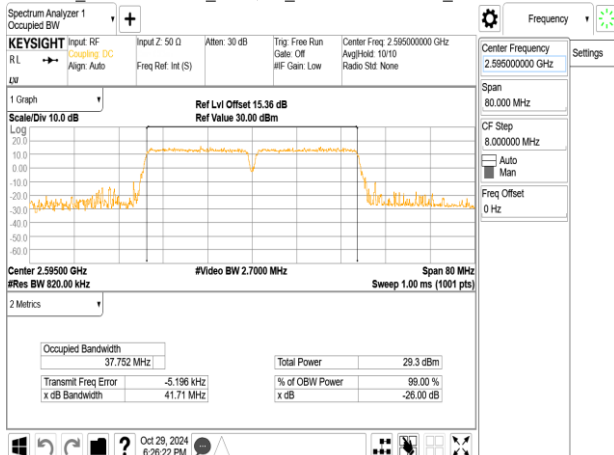 Spectrum Analyzer 1
Occupied BW
KEYSIGHT
Input: RF
Coupling: DC
Align: Auto
Input Z: 50 Ω
Freq Ref: Int (S)
Atten: 30 dB
Trig: Free Run
Gate: Off
#IF Gain: Low
Center Freq: 2.595000000 GHz
Avg|Hold: 10/10
Radio Std: None
RL
LXI
1 Graph
Scale/Div 10.0 dB
Ref Lvl Offset 15.36 dB
Ref Value 30.00 dBm
Log
20.0
10.0
0.00
-10.0
-20.0
-30.0
-40.0
-50.0
-60.0
Center 2.59500 GHz
#Res BW 820.00 kHz
#Video BW 2.7000 MHz
Span 80 MHz
Sweep 1.00 ms (1001 pts)
2 Metrics
Occupied Bandwidth
37.752 MHz
Transmit Freq Error -5.196 kHz
x dB Bandwidth 41.71 MHz
Total Power 29.3 dBm
% of OBW Power 99.00 %
x dB -26.00 dB
?
Oct 29, 2024
6:26:22 PM
Frequency
Center Frequency
2.595000000 GHz
Span
80.000 MHz
CF Step
8.000000 MHz
Auto
Man
Freq Offset
0 Hz
Settings